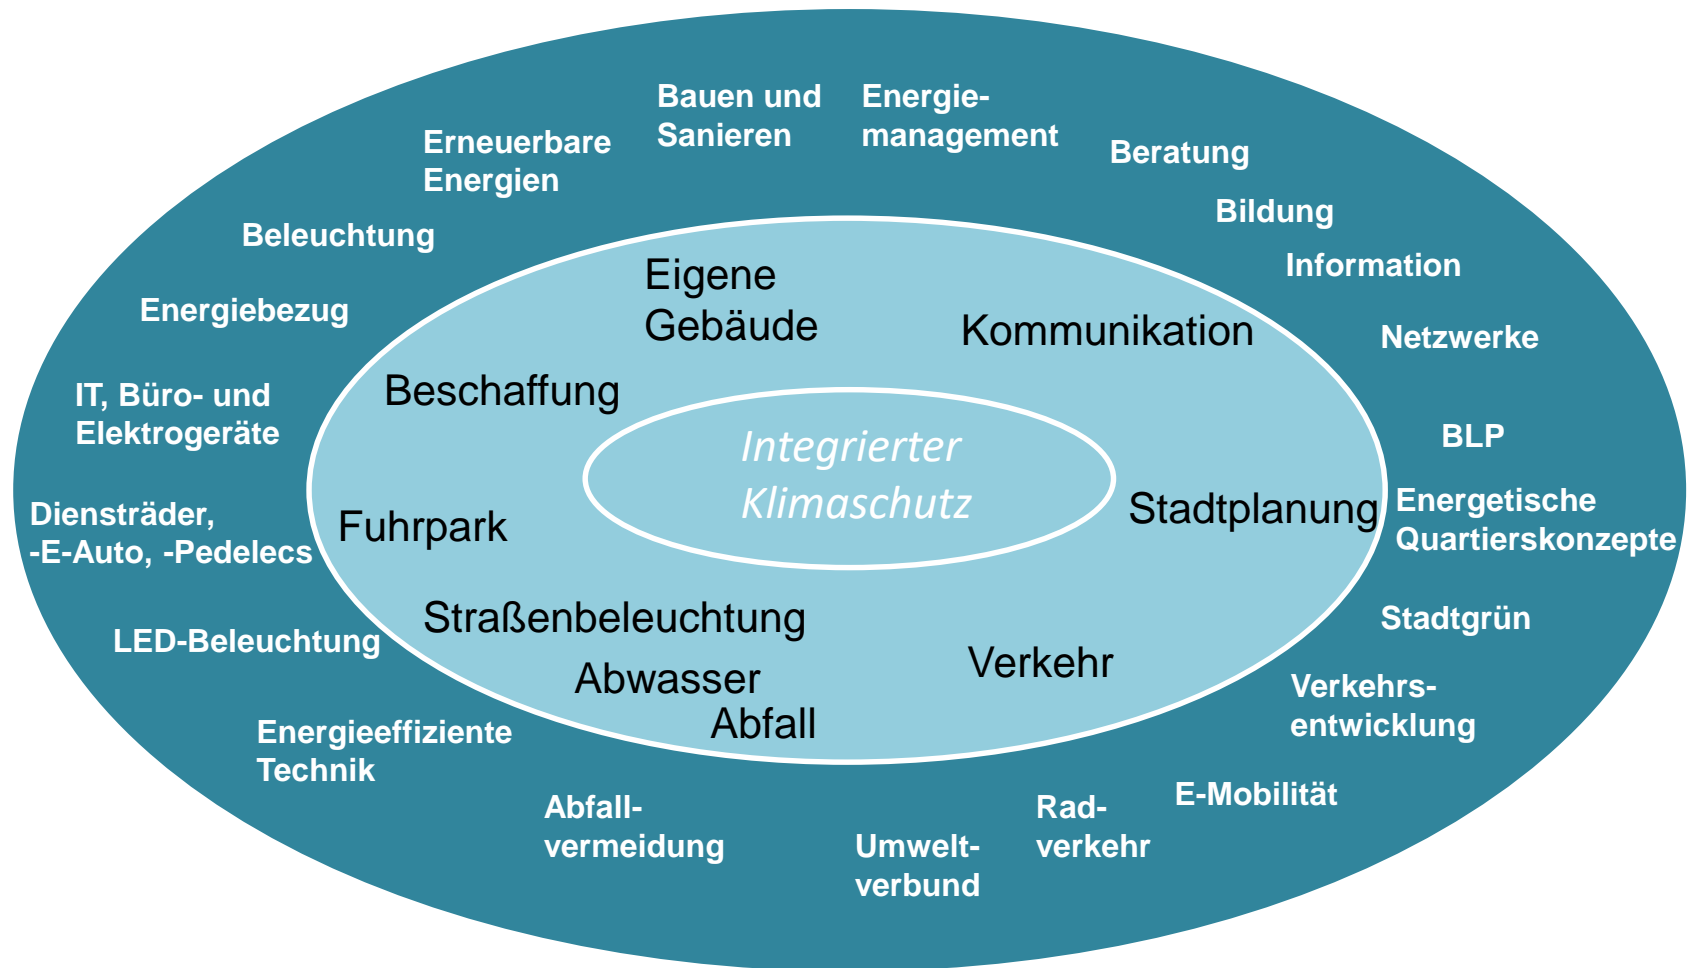 Bauen und
Sanieren
Energie-
management
Erneuerbare
Energien
Beratung
Beleuchtung
Bildung
Information
Energiebezug
Netzwerke
IT, Büro- und
Elektrogeräte
BLP
Diensträder,
-E-Auto, -Pedelecs
Energetische
Quartierskonzepte
LED-Beleuchtung
Stadtgrün
Energieeffiziente
Technik
Verkehrs-
entwicklung
Abfall-
vermeidung
Umwelt-
verbund
Rad-
verkehr
E-Mobilität
Eigene
Gebäude
Kommunikation
Beschaffung
Fuhrpark
Stadtplanung
Straßenbeleuchtung
Abwasser
Abfall
Verkehr
Integrierter
Klimaschutz